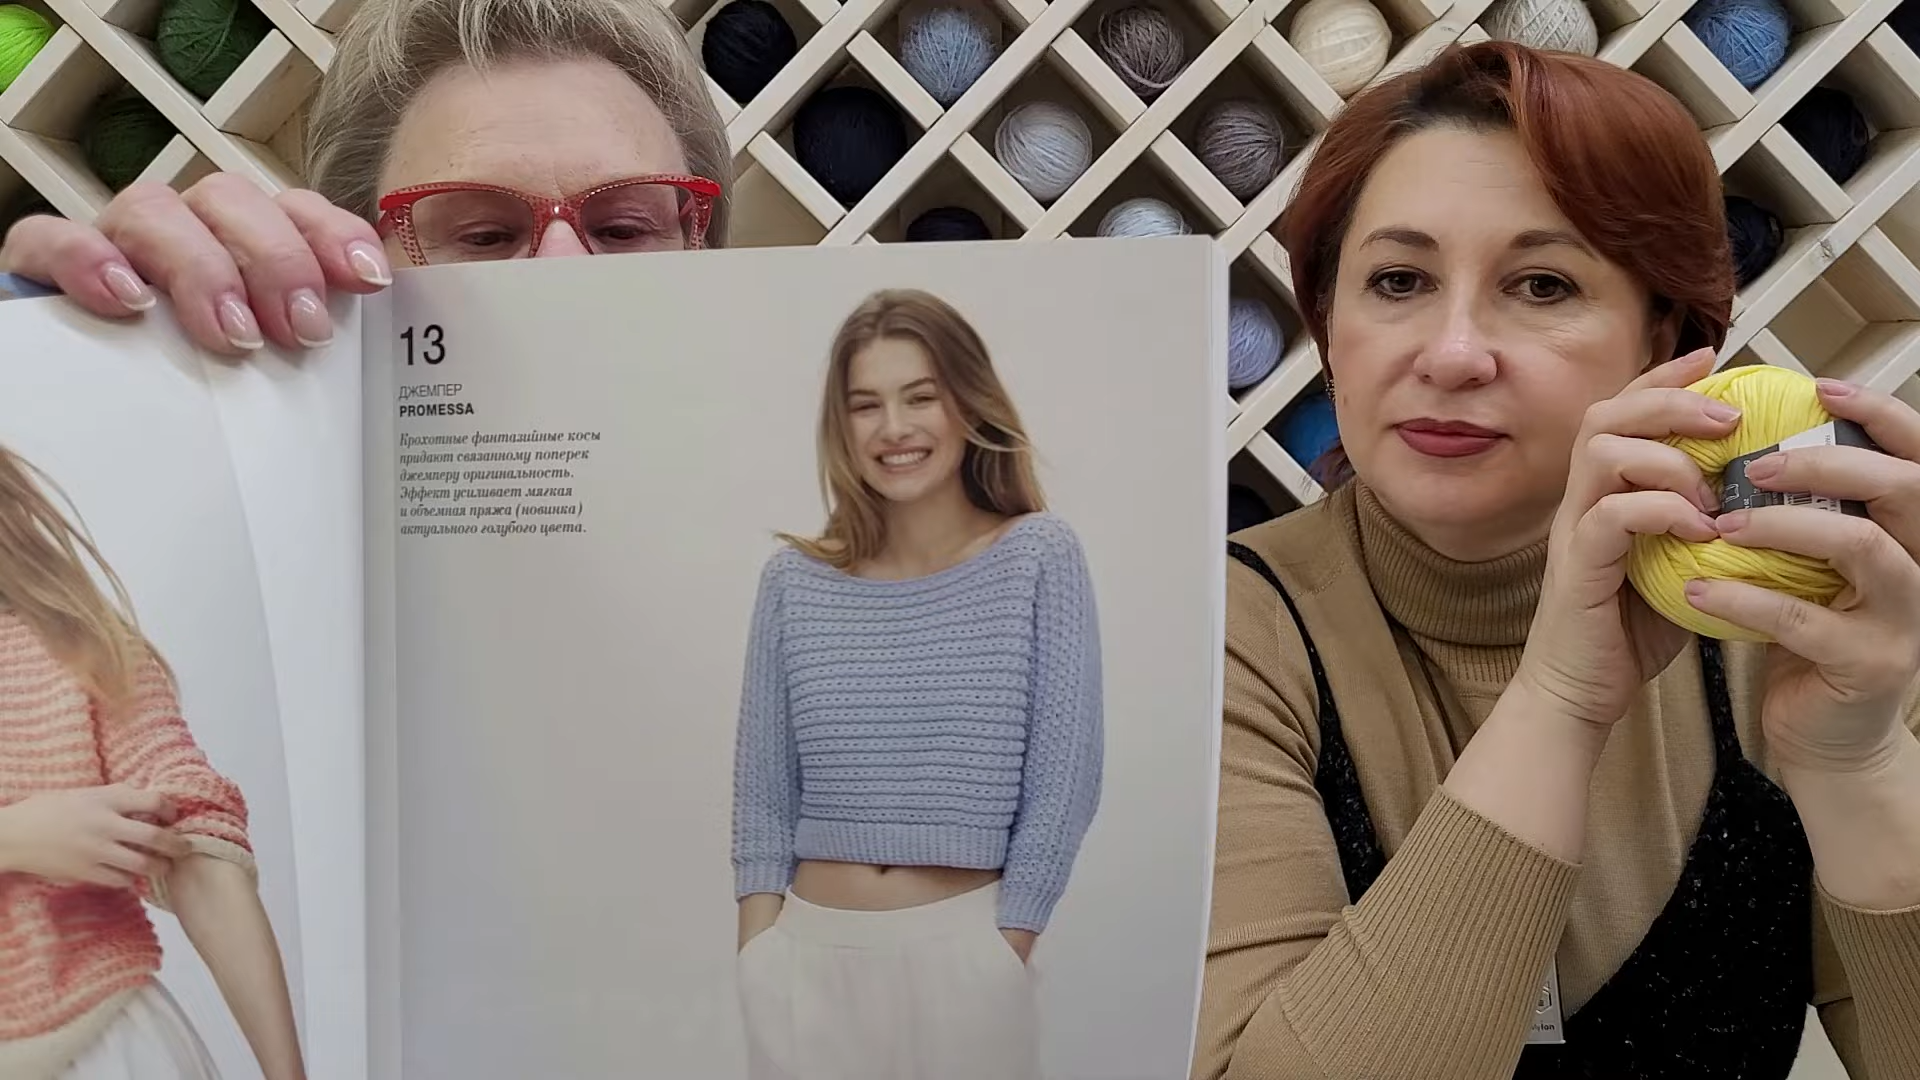 13
ДЖЕМПЕР
PROMESSA
Крохотные фантазийные косы
придают связанному поперек
джемперу оригинальность.
Эффект усиливает мягкая
и объемная пряжа (новинка)
актуального голубого цвета.